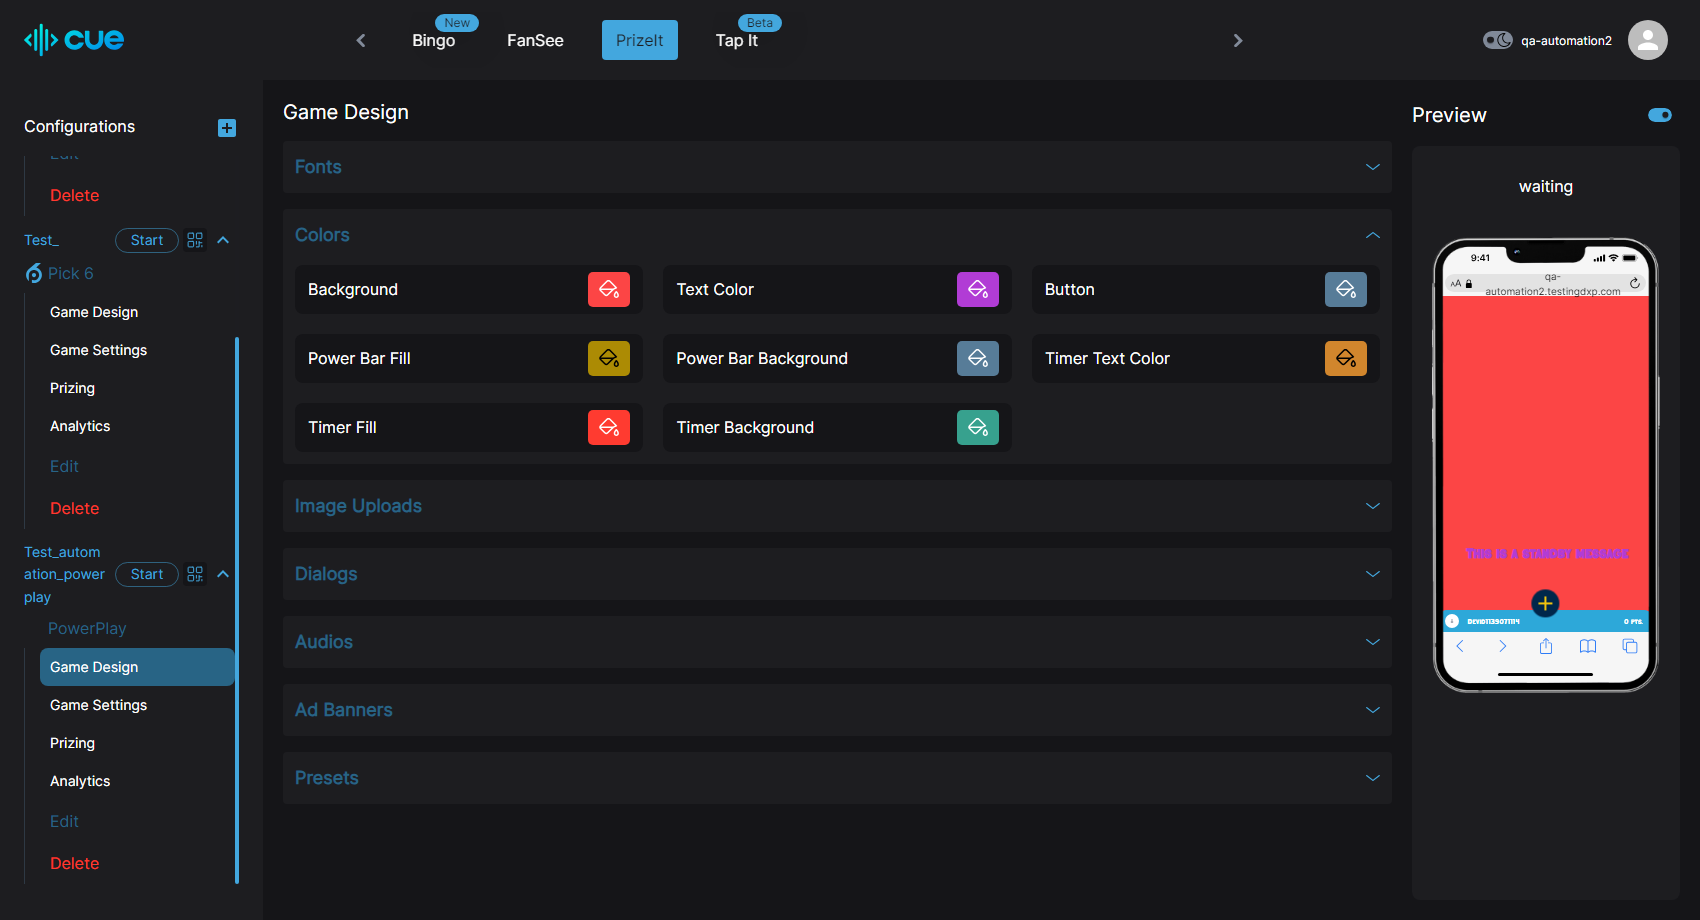 cue
New
Bingo
FanSee
PrizeIt
Beta
Tap It
qa-automation2
Configurations
Edit
Delete
Test_
Start
Pick 6
Game Design
Game Settings
Prizing
Analytics
Edit
Delete
Test_autom
ation_power
play
Start
PowerPlay
Game Design
Game Settings
Prizing
Analytics
Edit
Delete
Game Design
Fonts
Colors
Background
Text Color
Button
Power Bar Fill
Power Bar Background
Timer Text Color
Timer Fill
Timer Background
Image Uploads
Dialogs
Audios
Ad Banners
Presets
Preview
waiting
9:41
AA
qa-
automation2.testingdxp.com
This is a standby message
0 PTS.